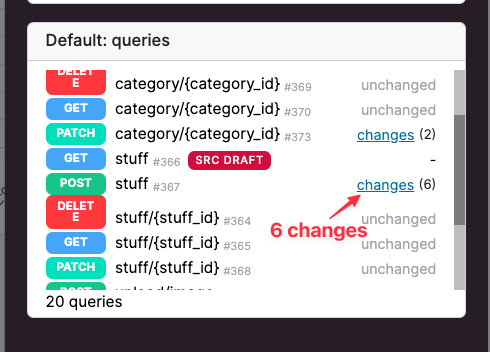 Default: queries
DELET
E
category/{category_id} #369 unchanged
GET category/{category_id} #370 unchanged
PATCH category/{category_id} #373 changes (2)
GET stuff #366 SRC DRAFT -
POST stuff #367 changes (6)
6 changes
DELET
E
stuff/{stuff_id} #364 unchanged
GET stuff/{stuff_id} #365 unchanged
PATCH stuff/{stuff_id} #368 unchanged
POST upload/image
20 queries